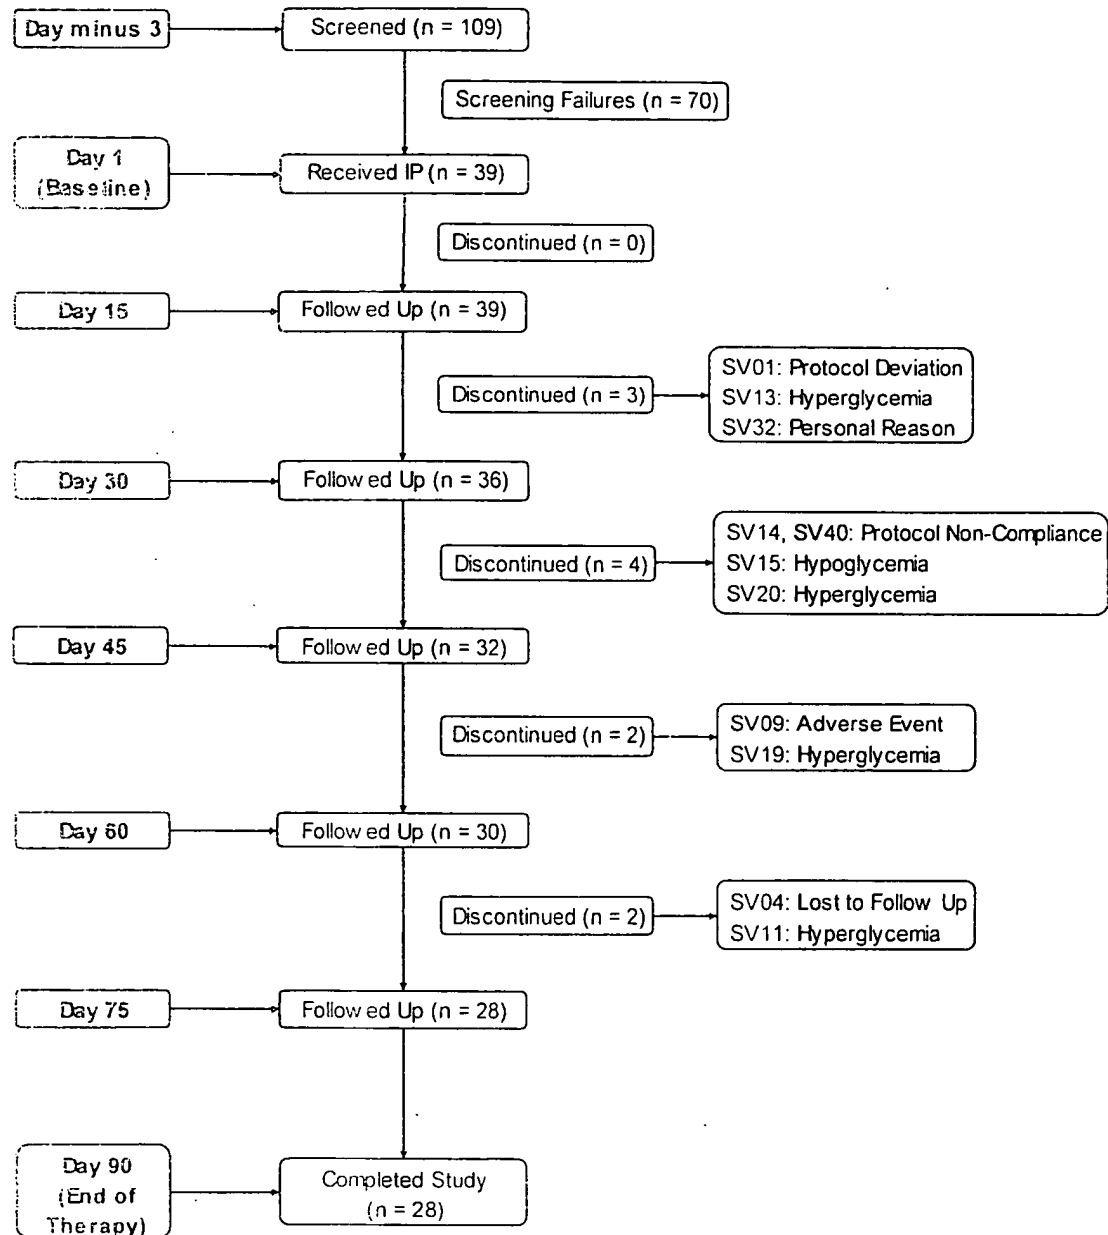 Day minus 3
Screened (n = 109)
Screening Failures (n = 70)
Day 1
(Baseline)
Received IP (n = 39)
Discontinued (n = 0)
Day 15
Followed Up (n = 39)
Discontinued (n = 3)
SV01: Protocol Deviation
SV13: Hyperglycemia
SV32: Personal Reason
Day 30
Followed Up (n = 36)
Discontinued (n = 4)
SV14, SV40: Protocol Non-Compliance
SV15: Hypoglycemia
SV20: Hyperglycemia
Day 45
Followed Up (n = 32)
Discontinued (n = 2)
SV09: Adverse Event
SV19: Hyperglycemia
Day 60
Followed Up (n = 30)
Discontinued (n = 2)
SV04: Lost to Follow Up
SV11: Hyperglycemia
Day 75
Followed Up (n = 28)
Day 90
(End of
Therapy)
Completed Study
(n = 28)